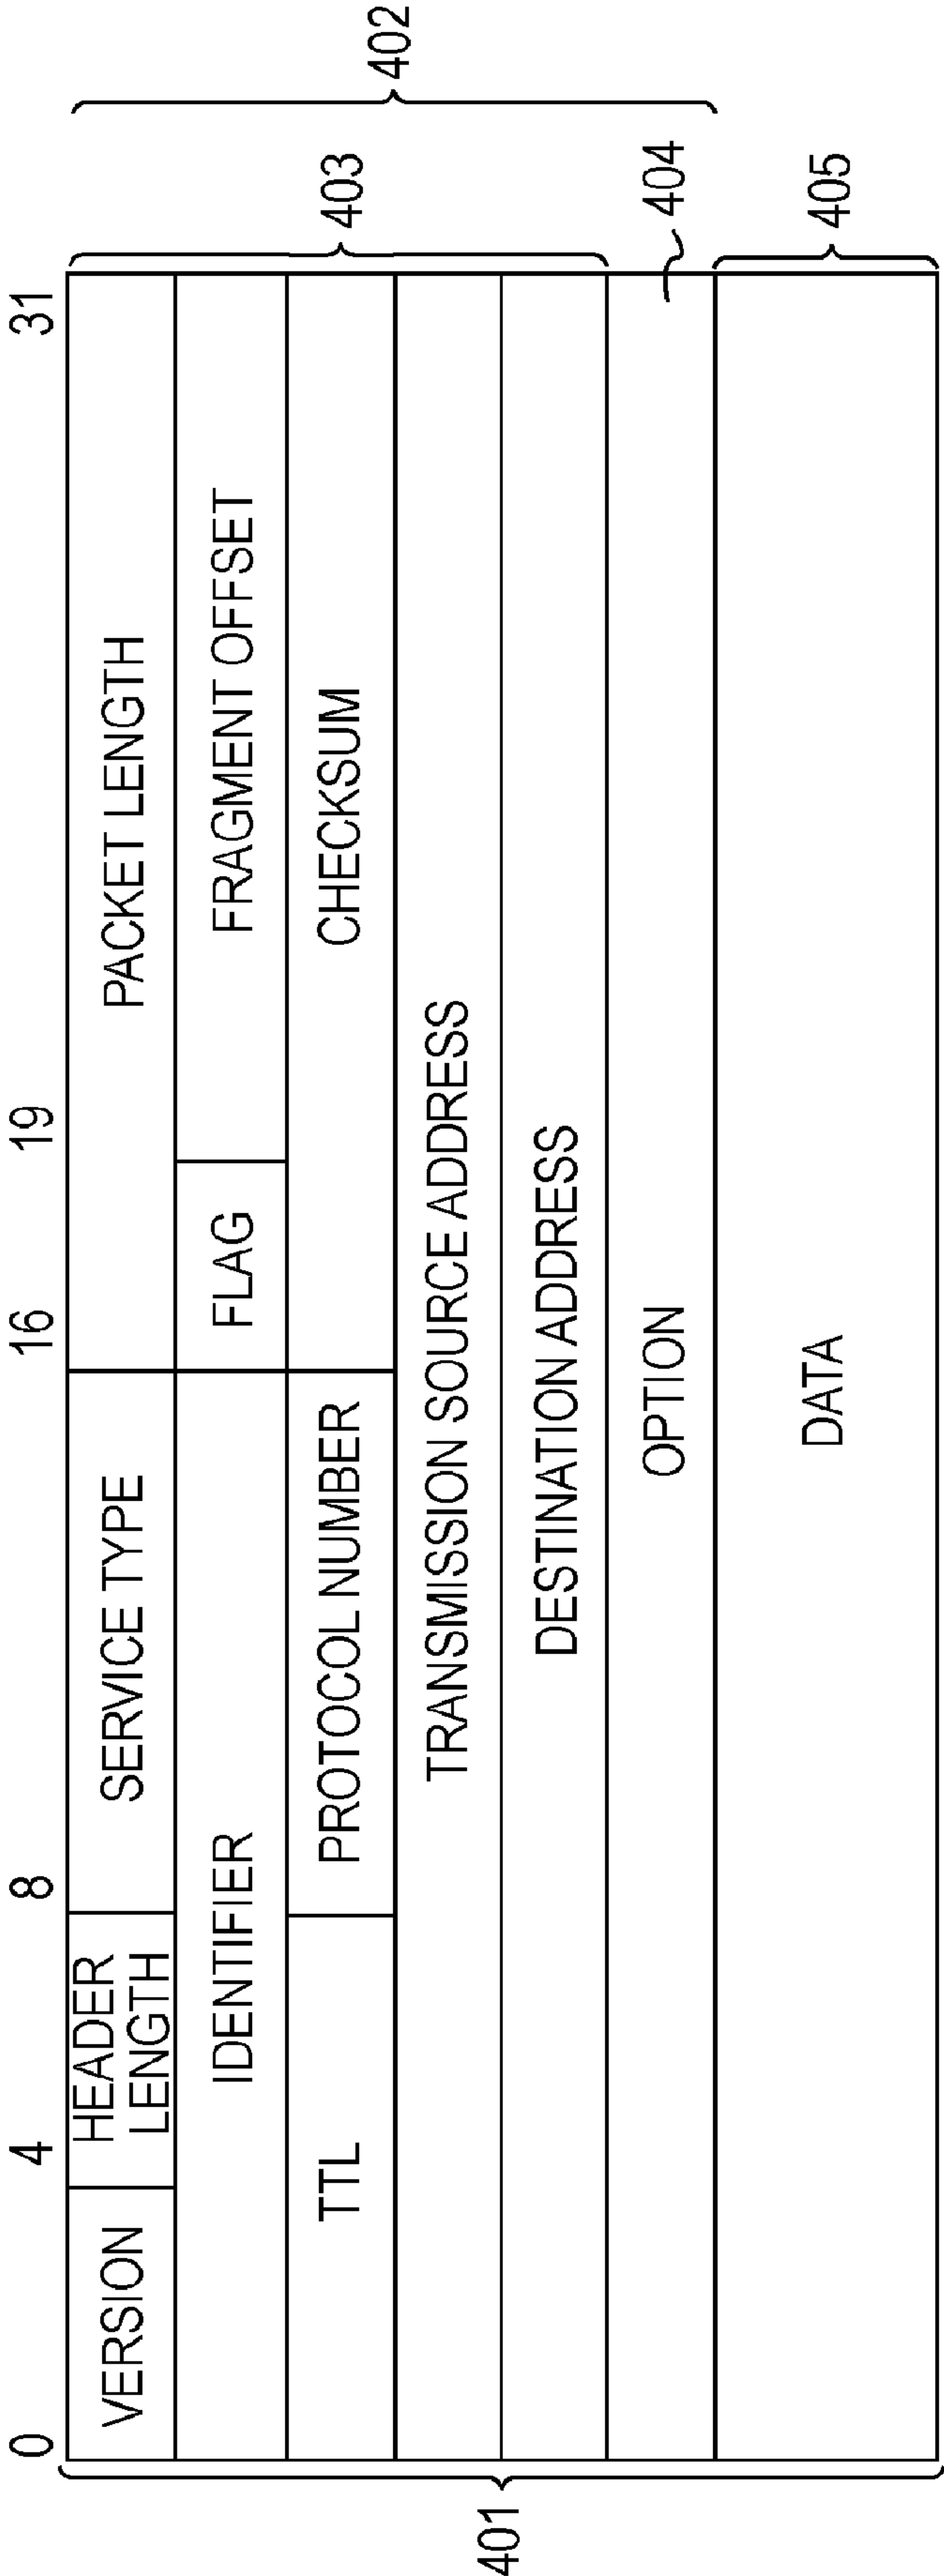 0 4 8 16 19 31
VERSION HEADER LENGTH SERVICE TYPE PACKET LENGTH
IDENTIFIER FLAG FRAGMENT OFFSET
TTL PROTOCOL NUMBER CHECKSUM
TRANSMISSION SOURCE ADDRESS
DESTINATION ADDRESS
OPTION
DATA
401
403
402
404
405